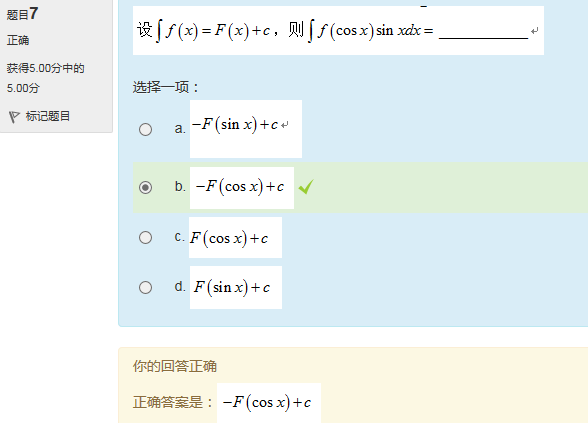 题目7
正确
获得5.00分中的
5.00分
标记题目
设∫f(x)=F(x)+c，则∫f(cos x)sin xdx= ___________
选择一项：
a. −F(sin x)+c
b. −F(cos x)+c
c. F(cos x)+c
d. F(sin x)+c
你的回答正确
正确答案是： −F(cos x)+c